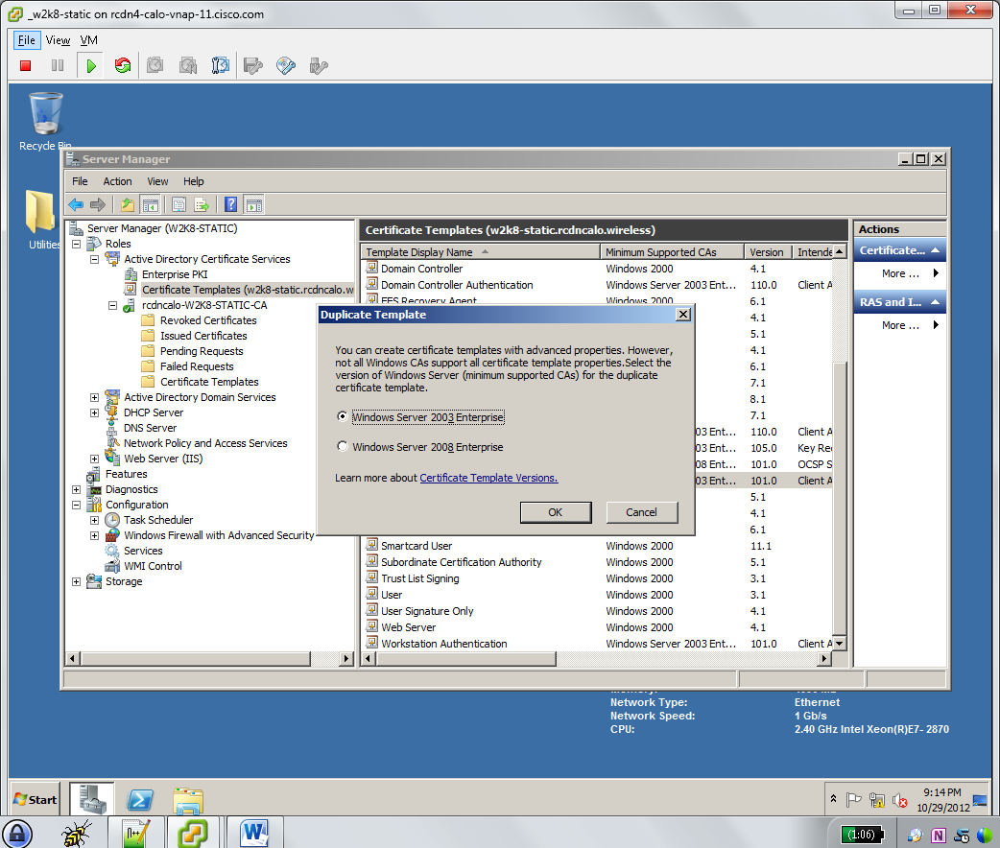 _w2k8-static on rcdn4-calo-vnap-11.cisco.com
File View VM
Recycle Bin
Utilities
Server Manager
File Action View Help
Server Manager (W2K8-STATIC)
Roles
Active Directory Certificate Services
Enterprise PKI
Certificate Templates (w2k8-static.rcdncalo.w
rcdncalo-W2K8-STATIC-CA
Revoked Certificates
Issued Certificates
Pending Requests
Failed Requests
Certificate Templates
Active Directory Domain Services
DHCP Server
DNS Server
Network Policy and Access Services
Web Server (IIS)
Features
Diagnostics
Configuration
Task Scheduler
Windows Firewall with Advanced Security
Services
WMI Control
Storage
Certificate Templates (w2k8-static.rcdncalo.wireless)
Template Display Name Minimum Supported CAs Version Intende
Domain Controller Windows 2000 4.1
Domain Controller Authentication Windows Server 2003 Ent... 110.0 Client A
EFS Recovery Agent Windows 2000 6.1
4.1
5.1
4.1
6.1
7.1
8.1
7.1
03 Ent... 110.0 Client A
03 Ent... 105.0 Key Rec
08 Ent... 101.0 OCSP S
03 Ent... 101.0 Client A
5.1
4.1
6.1
Smartcard User Windows 2000 11.1
Subordinate Certification Authority Windows 2000 5.1
Trust List Signing Windows 2000 3.1
User Windows 2000 3.1
User Signature Only Windows 2000 4.1
Web Server Windows 2000 4.1
Workstation Authentication Windows Server 2003 Ent... 101.0 Client A
Actions
Certificate...
More ...
RAS and I...
More ...
Duplicate Template
You can create certificate templates with advanced properties. However,
not all Windows CAs support all certificate template properties.Select the
version of Windows Server (minimum supported CAs) for the duplicate
certificate template.
Windows Server 2003 Enterprise
Windows Server 2008 Enterprise
Learn more about Certificate Template Versions.
OK Cancel
Network Type: Ethernet
Network Speed: 1 Gb/s
CPU: 2.40 GHz Intel Xeon(R)E7- 2870
Start
9:14 PM
10/29/2012
(1:06)